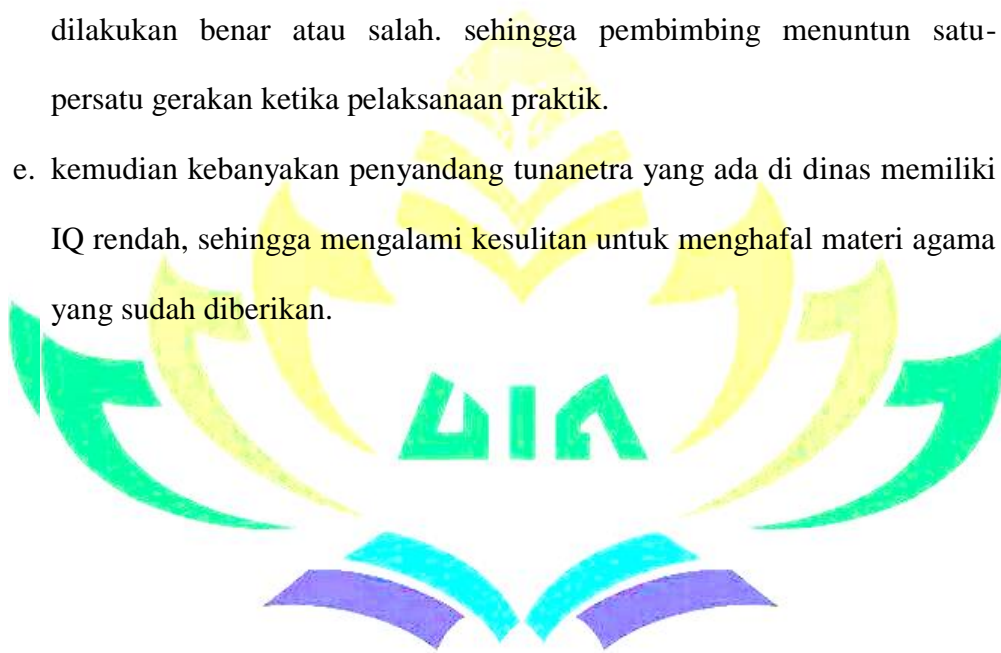 dilakukan benar atau salah. sehingga pembimbing menuntun satu-
persatu gerakan ketika pelaksanaan praktik.
e. kemudian kebanyakan penyandang tunanetra yang ada di dinas memiliki
IQ rendah, sehingga mengalami kesulitan untuk menghafal materi agama
yang sudah diberikan.
UIN